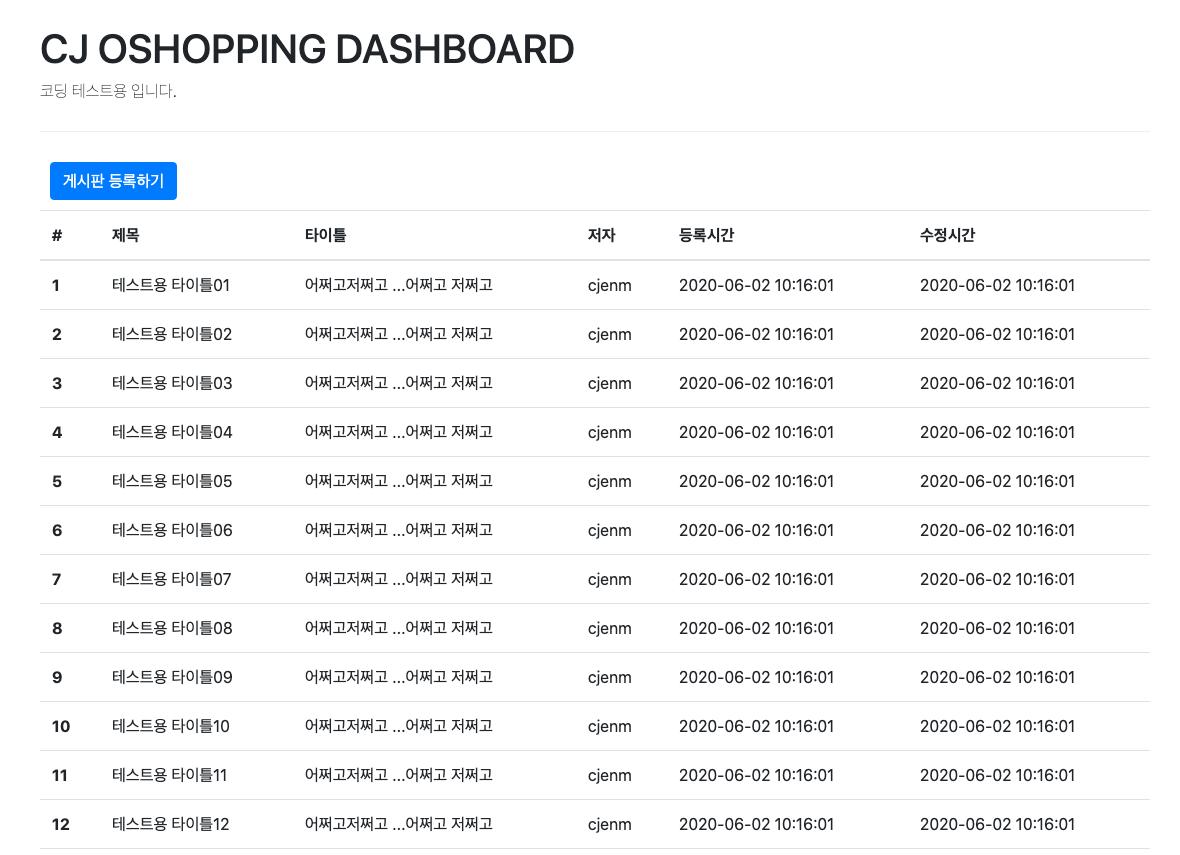 CJ OSHOPPING DASHBOARD
코딩 테스트용 입니다.
게시판 등록하기
# 제목 타이틀 저자 등록시간 수정시간
1 테스트용 타이틀01 어쩌고저쩌고 ...어쩌고 저쩌고 cjenm 2020-06-02 10:16:01 2020-06-02 10:16:01
2 테스트용 타이틀02 어쩌고저쩌고 ...어쩌고 저쩌고 cjenm 2020-06-02 10:16:01 2020-06-02 10:16:01
3 테스트용 타이틀03 어쩌고저쩌고 ...어쩌고 저쩌고 cjenm 2020-06-02 10:16:01 2020-06-02 10:16:01
4 테스트용 타이틀04 어쩌고저쩌고 ...어쩌고 저쩌고 cjenm 2020-06-02 10:16:01 2020-06-02 10:16:01
5 테스트용 타이틀05 어쩌고저쩌고 ...어쩌고 저쩌고 cjenm 2020-06-02 10:16:01 2020-06-02 10:16:01
6 테스트용 타이틀06 어쩌고저쩌고 ...어쩌고 저쩌고 cjenm 2020-06-02 10:16:01 2020-06-02 10:16:01
7 테스트용 타이틀07 어쩌고저쩌고 ...어쩌고 저쩌고 cjenm 2020-06-02 10:16:01 2020-06-02 10:16:01
8 테스트용 타이틀08 어쩌고저쩌고 ...어쩌고 저쩌고 cjenm 2020-06-02 10:16:01 2020-06-02 10:16:01
9 테스트용 타이틀09 어쩌고저쩌고 ...어쩌고 저쩌고 cjenm 2020-06-02 10:16:01 2020-06-02 10:16:01
10 테스트용 타이틀10 어쩌고저쩌고 ...어쩌고 저쩌고 cjenm 2020-06-02 10:16:01 2020-06-02 10:16:01
11 테스트용 타이틀11 어쩌고저쩌고 ...어쩌고 저쩌고 cjenm 2020-06-02 10:16:01 2020-06-02 10:16:01
12 테스트용 타이틀12 어쩌고저쩌고 ...어쩌고 저쩌고 cjenm 2020-06-02 10:16:01 2020-06-02 10:16:01